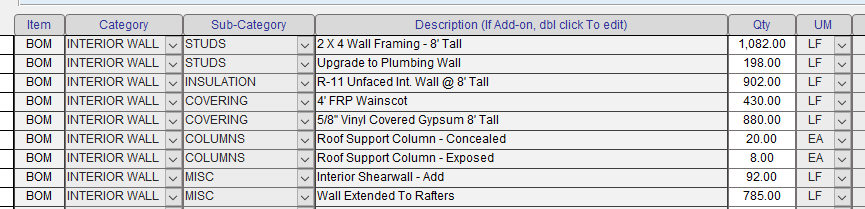 Item Category Sub-Category Description (If Add-on, dbl click To edit) Qty UM
BOM INTERIOR WALL STUDS 2 X 4 Wall Framing - 8' Tall 1,082.00 LF
BOM INTERIOR WALL STUDS Upgrade to Plumbing Wall 198.00 LF
BOM INTERIOR WALL INSULATION R-11 Unfaced Int. Wall @ 8' Tall 902.00 LF
BOM INTERIOR WALL COVERING 4' FRP Wainscot 430.00 LF
BOM INTERIOR WALL COVERING 5/8" Vinyl Covered Gypsum 8' Tall 880.00 LF
BOM INTERIOR WALL COLUMNS Roof Support Column - Concealed 20.00 EA
BOM INTERIOR WALL COLUMNS Roof Support Column - Exposed 8.00 EA
BOM INTERIOR WALL MISC Interior Shearwall - Add 92.00 LF
BOM INTERIOR WALL MISC Wall Extended To Rafters 785.00 LF